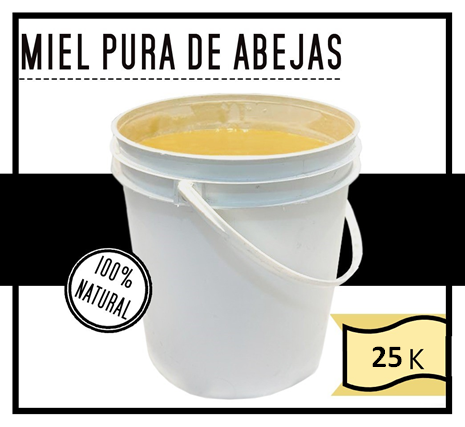 MIEL PURA DE ABEJAS
100%
NATURAL
25 K